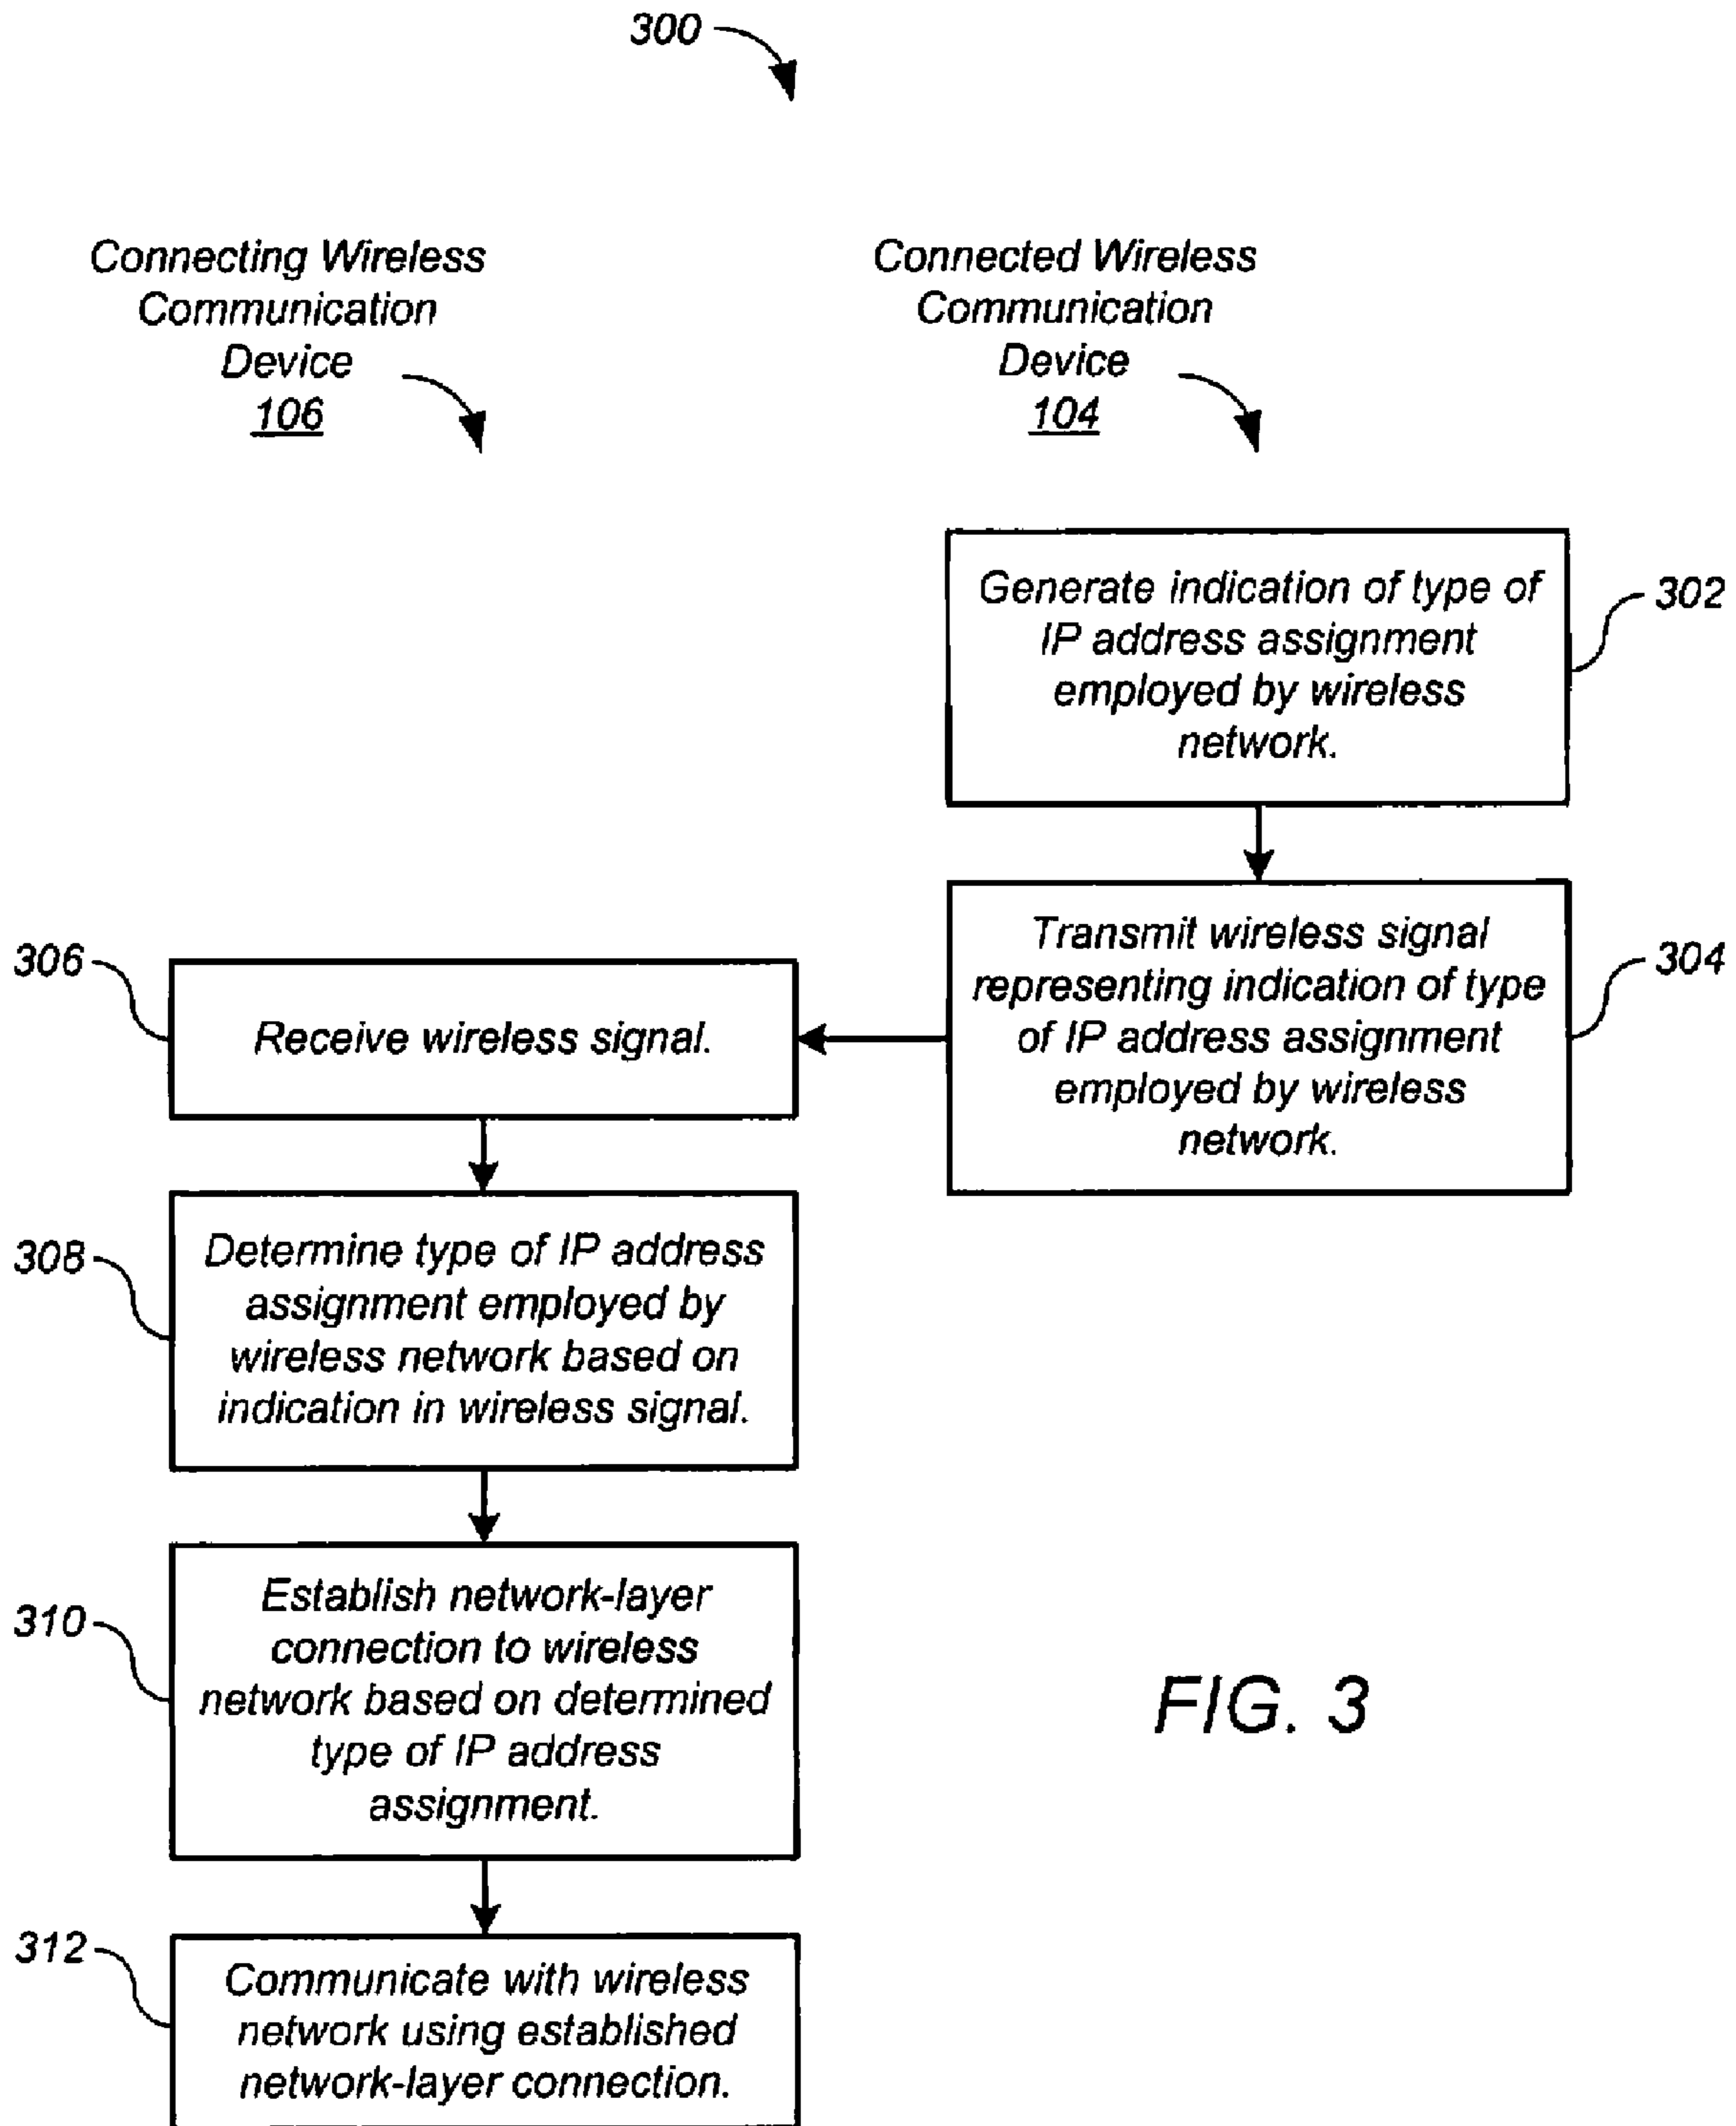 300
Connecting Wireless
Communication
Device
106
Connected Wireless
Communication
Device
104
Generate indication of type of
IP address assignment
employed by wireless
network.
302
Transmit wireless signal
representing indication of type
of IP address assignment
employed by wireless
network.
304
306
Receive wireless signal.
308
Determine type of IP address
assignment employed by
wireless network based on
indication in wireless signal.
310
Establish network-layer
connection to wireless
network based on determined
type of IP address
assignment.
FIG. 3
312
Communicate with wireless
network using established
network-layer connection.